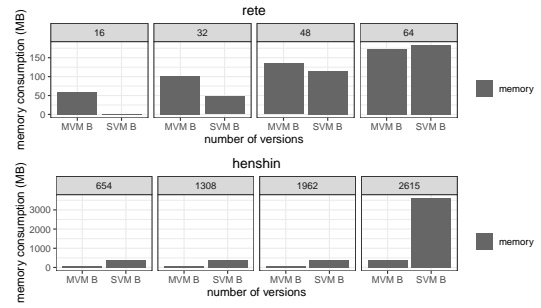 rete
16 32 48 64
memory consumption (MB)
150
100
50
0
MVM B SVM B MVM B SVM B MVM B SVM B MVM B SVM B
number of versions
memory
henshin
654 1308 1962 2615
memory consumption (MB)
3000
2000
1000
0
MVM B SVM B MVM B SVM B MVM B SVM B MVM B SVM B
number of versions
memory